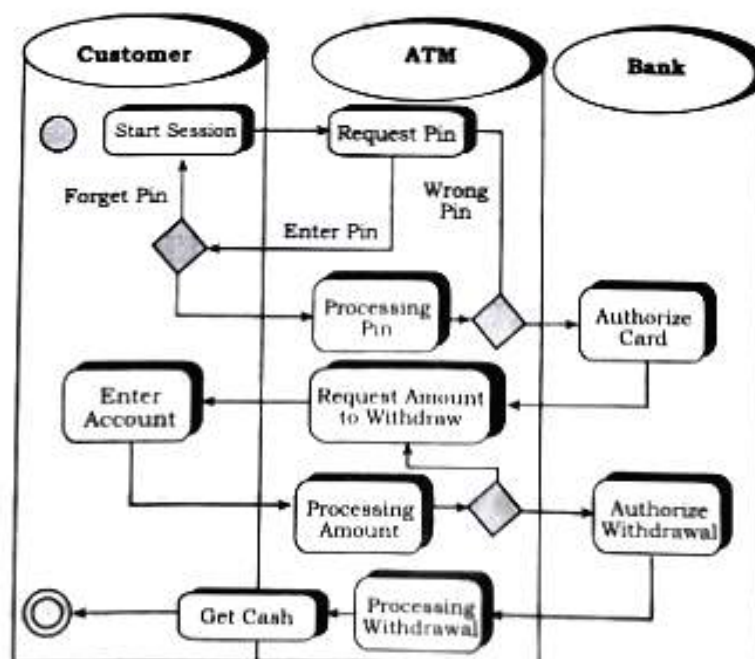 Customer
ATM
Bank
Start Session
Request Pin
Forget Pin
Enter Pin
Wrong
Pin
Processing
Pin
Authorize
Card
Enter
Account
Request Amount
to Withdraw
Processing
Amount
Authorize
Withdrawal
Get Cash
Processing
Withdrawal